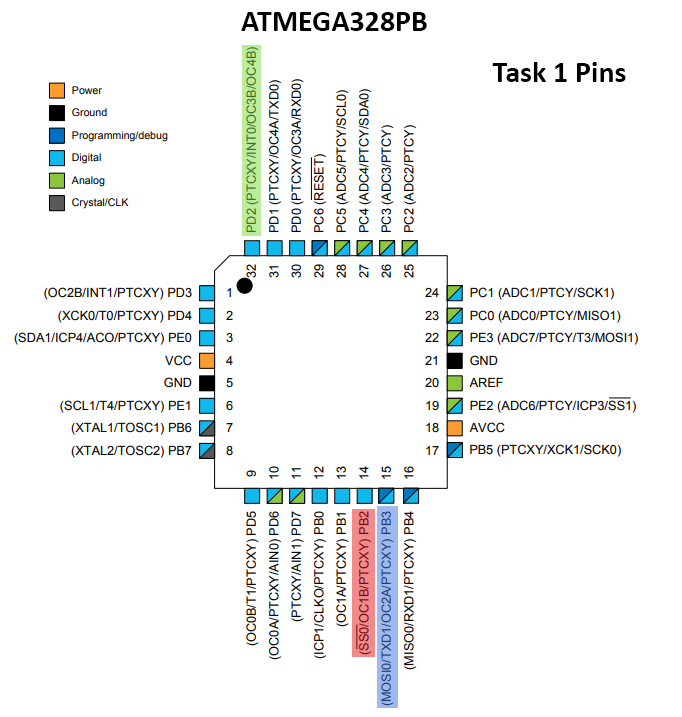 ATMEGA328PB
Task 1 Pins
Power
Ground
Programming/debug
Digital
Analog
Crystal/CLK
PD2 (PTCXY/INT0/OC3B/OC4B)
PD1 (PTCXY/OC4A/TXD0)
PD0 (PTCXY/OC3A/RXD0)
PC6 (RESET)
PC5 (ADC5/PTCY/SCL0)
PC4 (ADC4/PTCY/SDA0)
PC3 (ADC3/PTCY)
PC2 (ADC2/PTCY)
32
31
30
29
28
27
26
25
(OC2B/INT1/PTCXY) PD3
1
(XCK0/T0/PTCXY) PD4
2
(SDA1/ICP4/ACO/PTCXY) PE0
3
VCC
4
GND
5
(SCL1/T4/PTCXY) PE1
6
(XTAL1/TOSC1) PB6
7
(XTAL2/TOSC2) PB7
8
24
PC1 (ADC1/PTCY/SCK1)
23
PC0 (ADC0/PTCY/MISO1)
22
PE3 (ADC7/PTCY/T3/MOSI1)
21
GND
20
AREF
19
PE2 (ADC6/PTCY/ICP3/SS1)
18
AVCC
17
PB5 (PTCXY/XCK1/SCK0)
9
10
11
12
13
14
15
16
(OC0B/T1/PTCXY) PD5
(OC0A/PTCXY/AIN0) PD6
(PTCXY/AIN1) PD7
(ICP1/CLKO/PTCXY) PB0
(OC1A/PTCXY) PB1
(SS0/OC1B/PTCXY) PB2
(MOSI0/TXD1/OC2A/PTCXY) PB3
(MISO0/RXD1/PTCXY) PB4